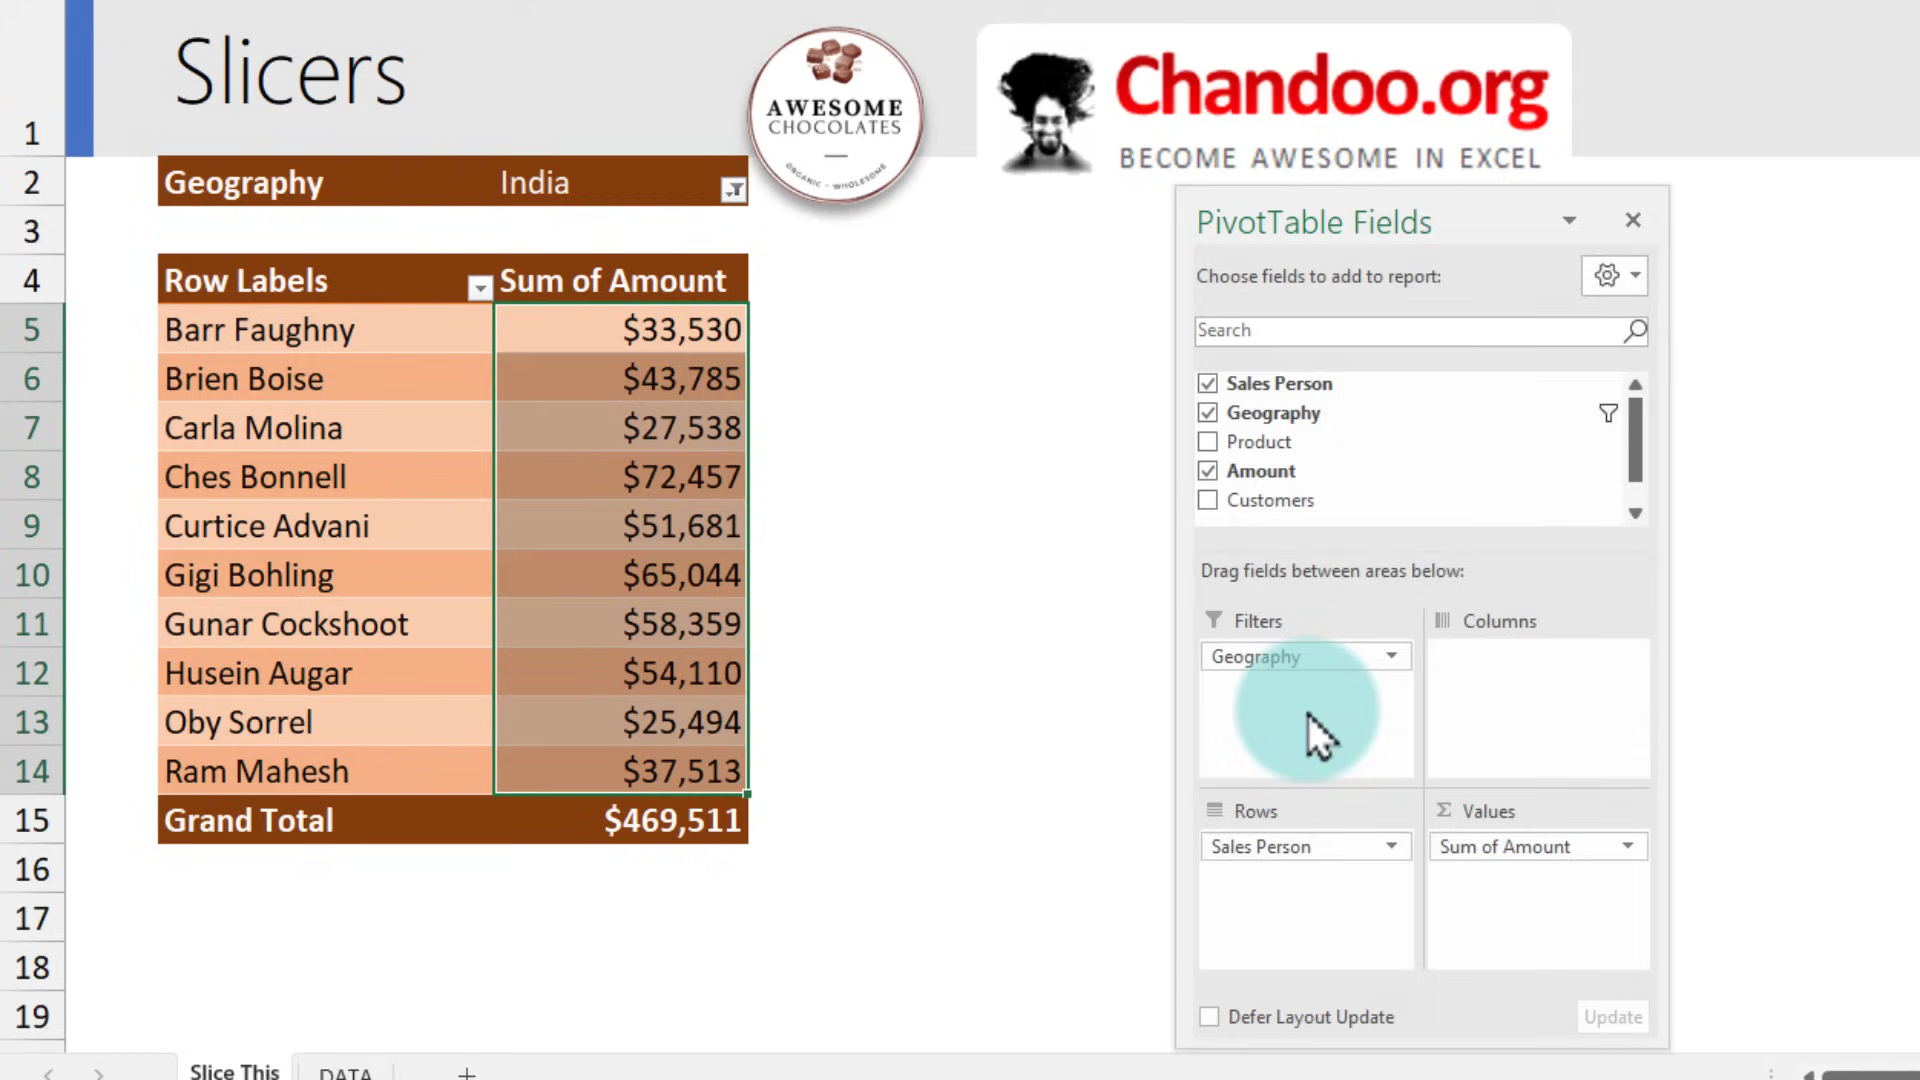 Slicers
AWESOME
CHOCOLATES
ORGANIC - WHOLESOME
Chandoo.org
BECOME AWESOME IN EXCEL
1
2 Geography India
3
4 Row Labels Sum of Amount
5 Barr Faughny $33,530
6 Brien Boise $43,785
7 Carla Molina $27,538
8 Ches Bonnell $72,457
9 Curtice Advani $51,681
10 Gigi Bohling $65,044
11 Gunar Cockshoot $58,359
12 Husein Augar $54,110
13 Oby Sorrel $25,494
14 Ram Mahesh $37,513
15 Grand Total $469,511
16
17
18
19
PivotTable Fields
Choose fields to add to report:
Search
Sales Person
Geography
Product
Amount
Customers
Drag fields between areas below:
Filters
Geography
Columns
Rows
Sales Person
Σ Values
Sum of Amount
Defer Layout Update
Update
Slice This
DATA